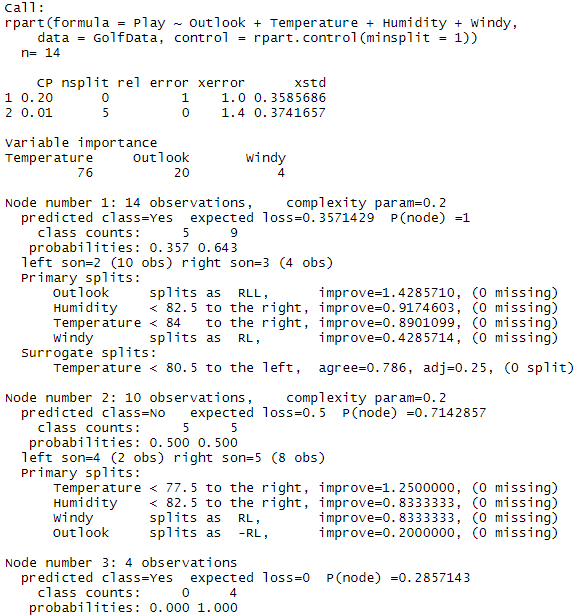 Call:
rpart(formula = Play ~ Outlook + Temperature + Humidity + Windy,
    data = GolfData, control = rpart.control(minsplit = 1))
  n= 14

    CP nsplit rel error xerror      xstd
1 0.20      0         1    1.0 0.3585686
2 0.01      5         0    1.4 0.3741657

Variable importance
Temperature     Outlook       Windy
         76          20           4

Node number 1: 14 observations,    complexity param=0.2
  predicted class=Yes  expected loss=0.3571429  P(node) =1
    class counts:     5     9
   probabilities: 0.357 0.643
  left son=2 (10 obs) right son=3 (4 obs)
  Primary splits:
      Outlook     splits as  RLL,       improve=1.4285710, (0 missing)
      Humidity    < 82.5 to the right, improve=0.9174603, (0 missing)
      Temperature < 84   to the right, improve=0.8901099, (0 missing)
      Windy       splits as  RL,        improve=0.4285714, (0 missing)
  Surrogate splits:
      Temperature < 80.5 to the left,  agree=0.786, adj=0.25, (0 split)

Node number 2: 10 observations,    complexity param=0.2
  predicted class=No   expected loss=0.5  P(node) =0.7142857
    class counts:     5     5
   probabilities: 0.500 0.500
  left son=4 (2 obs) right son=5 (8 obs)
  Primary splits:
      Temperature < 77.5 to the right, improve=1.2500000, (0 missing)
      Humidity    < 82.5 to the right, improve=0.8333333, (0 missing)
      Windy       splits as  RL,        improve=0.8333333, (0 missing)
      Outlook     splits as  -RL,       improve=0.2000000, (0 missing)

Node number 3: 4 observations
  predicted class=Yes  expected loss=0  P(node) =0.2857143
    class counts:     0     4
   probabilities: 0.000 1.000